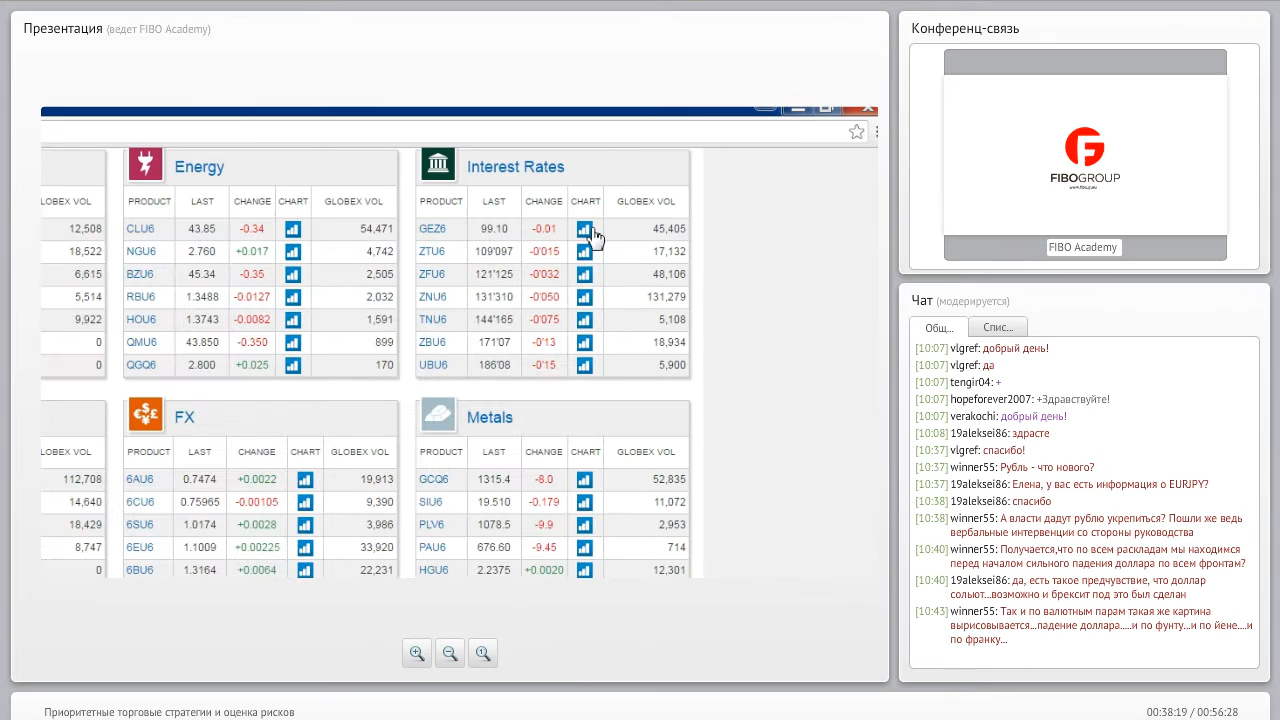 Презентация (ведет FIBO Academy)
Energy
PRODUCT LAST CHANGE CHART GLOBEX VOL
CLU6 43.85 -0.34 54,471
NGU6 2.760 +0.017 4,742
BZU6 45.34 -0.35 2,505
RBU6 1.3488 -0.0127 2,032
HOU6 1.3743 -0.0082 1,591
QMU6 43.850 -0.350 899
QGQ6 2.800 +0.025 170
Interest Rates
PRODUCT LAST CHANGE CHART GLOBEX VOL
GEZ6 99.10 -0.01 45,405
ZTU6 109'097 -0'015 17,132
ZFU6 121'125 -0'032 48,106
ZNU6 131'310 -0'050 131,279
TNU6 144'165 -0'075 5,108
ZBU6 171'07 -0'13 18,934
UBU6 186'08 -0'15 5,900
LOBEX VOL
12,508
18,522
6,615
5,514
9,922
0
0
FX
PRODUCT LAST CHANGE CHART GLOBEX VOL
6AU6 0.7474 +0.0022 19,913
6CU6 0.75965 -0.00105 9,390
6SU6 1.0174 +0.0028 3,986
6EU6 1.1009 +0.00225 33,920
6BU6 1.3164 +0.0064 22,231
Metals
PRODUCT LAST CHANGE CHART GLOBEX VOL
GCQ6 1315.4 -8.0 52,835
SIU6 19.510 -0.179 11,072
PLV6 1078.5 -9.9 2,953
PAU6 676.60 -9.45 714
HGU6 2.2375 +0.0020 12,301
LOBEX VOL
112,708
14,640
18,429
8,747
0
Конференц-связь
FIBOGROUP
FIBO Academy
Чат (модерируется)
Общ... Спис...
[10:07] vlgref: добрый день!
[10:07] vlgref: да
[10:07] tengir04: +
[10:07] hopeforever2007: +Здравствуйте!
[10:07] verakochi: добрый день!
[10:08] 19aleksei86: здрасте
[10:37] vlgref: спасибо!
[10:37] winner55: Рубль - что нового?
[10:37] 19aleksei86: Елена, у вас есть информация о EURJPY?
[10:38] 19aleksei86: спасибо
[10:38] winner55: А власти дадут рублю укрепиться? Пошли же ведь
вербальные интервенции со стороны руководства
[10:40] winner55: Получается,что по всем раскладам мы находимся
перед началом сильного падения доллара по всем фронтам?
[10:40] 19aleksei86: да, есть такое предчувствие, что доллар
сольют...возможно и брексит под это был сделан
[10:43] winner55: Так и по валютным парам такая же картина
вырисовывается...падение доллара.....и по фунту...и по йене....и
по франку...
Приоритетные торговые стратегии и оценка рисков
00:38:19 / 00:56:28